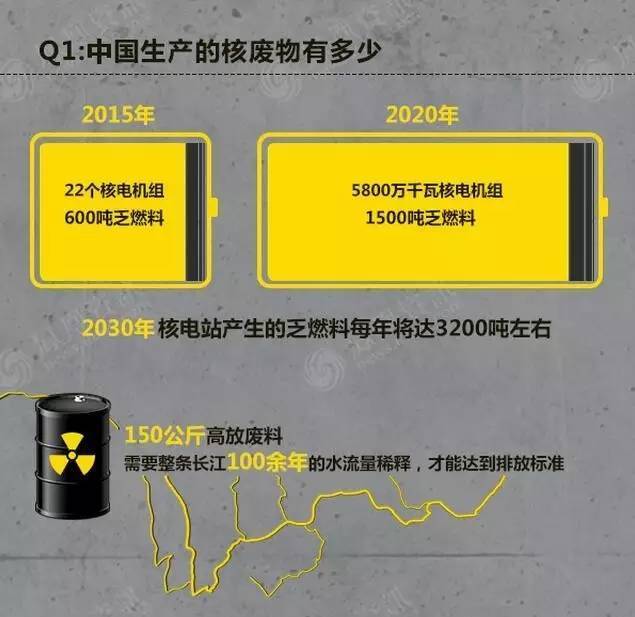 Q1:中国生产的核废物有多少
2015年
2020年
22个核电机组
600吨乏燃料
5800万千瓦核电机组
1500吨乏燃料
2030年 核电站产生的乏燃料每年将达3200吨左右
150公斤高放废料
需要整条长江100余年的水流量稀释，才能达到排放标准